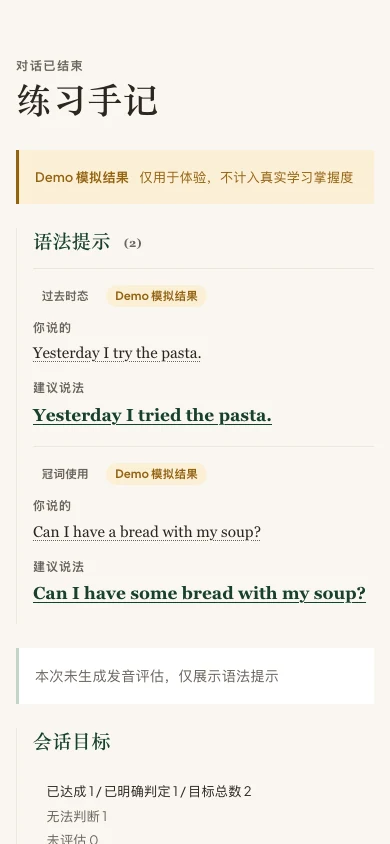 对话已结束
练习手记
Demo 模拟结果 仅用于体验，不计入真实学习掌握度
语法提示 (2)
过去时态 Demo 模拟结果
你说的
Yesterday I try the pasta.
建议说法
Yesterday I tried the pasta.
冠词使用 Demo 模拟结果
你说的
Can I have a bread with my soup?
建议说法
Can I have some bread with my soup?
本次未生成发音评估，仅展示语法提示
会话目标
已达成 1 / 已明确判定 1 / 目标总数 2
无法判断 1
未评估 0